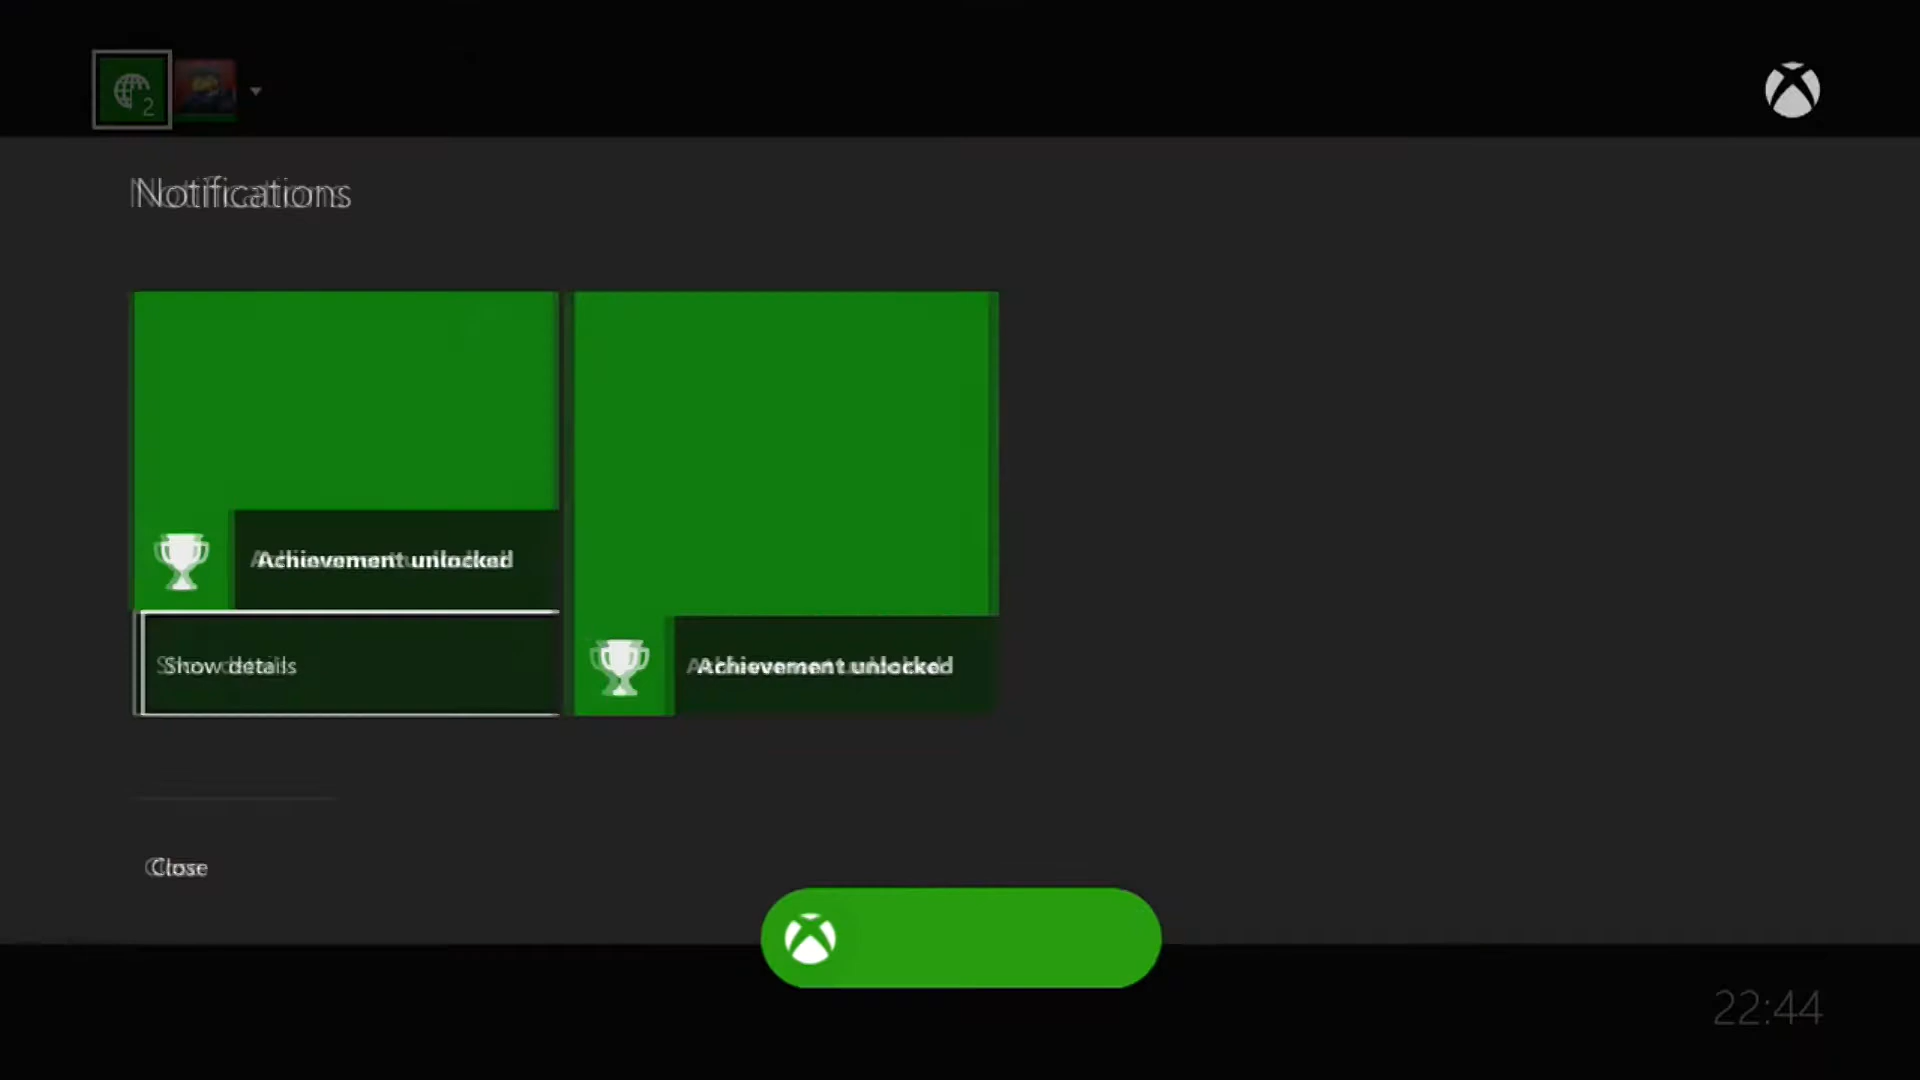 2
Notifications
Achievement unlocked
Show details
Achievement unlocked
Close
22:44